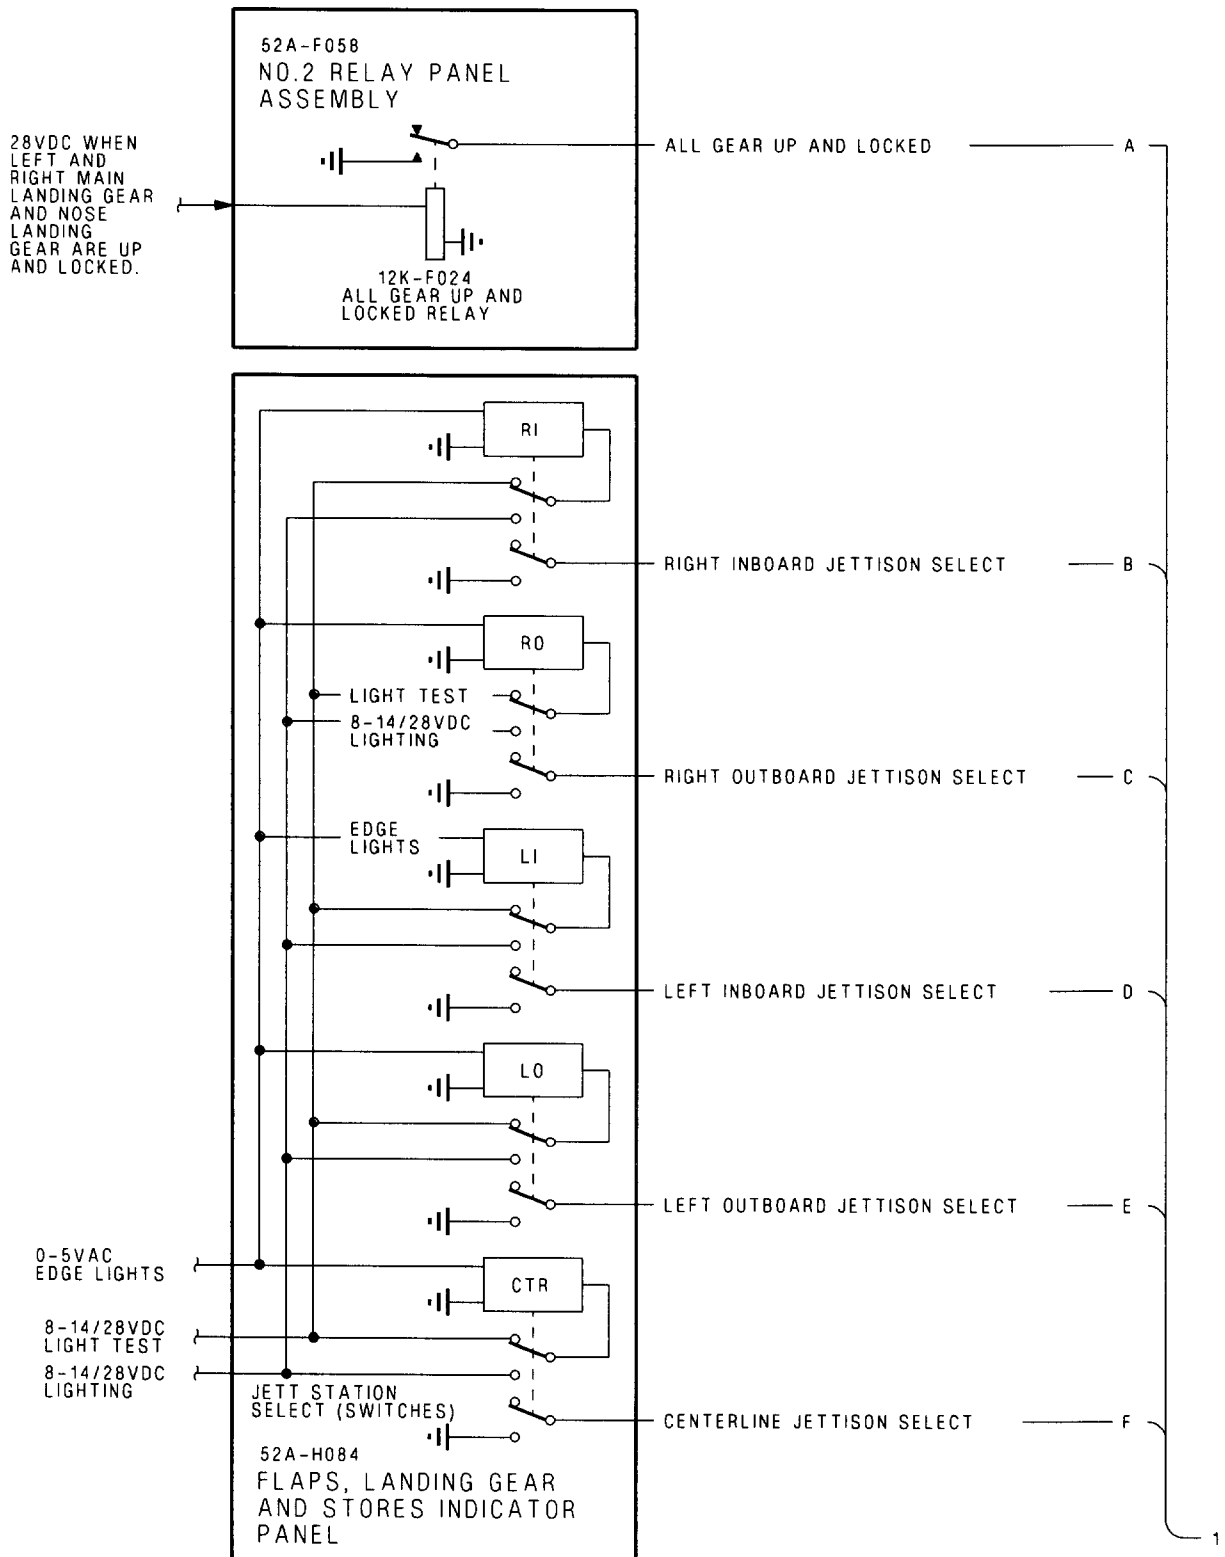 52A-F058
NO.2 RELAY PANEL
ASSEMBLY
28VDC WHEN
LEFT AND
RIGHT MAIN
LANDING GEAR
AND NOSE
LANDING
GEAR ARE UP
AND LOCKED.
ALL GEAR UP AND LOCKED
A
12K-F024
ALL GEAR UP AND
LOCKED RELAY
RI
RIGHT INBOARD JETTISON SELECT
B
RO
LIGHT TEST
8-14/28VDC
LIGHTING
RIGHT OUTBOARD JETTISON SELECT
C
EDGE
LIGHTS
LI
LEFT INBOARD JETTISON SELECT
D
LO
LEFT OUTBOARD JETTISON SELECT
E
0-5VAC
EDGE LIGHTS
CTR
8-14/28VDC
LIGHT TEST
8-14/28VDC
LIGHTING
JETT STATION
SELECT (SWITCHES)
CENTERLINE JETTISON SELECT
F
52A-H084
FLAPS, LANDING GEAR
AND STORES INDICATOR
PANEL
1